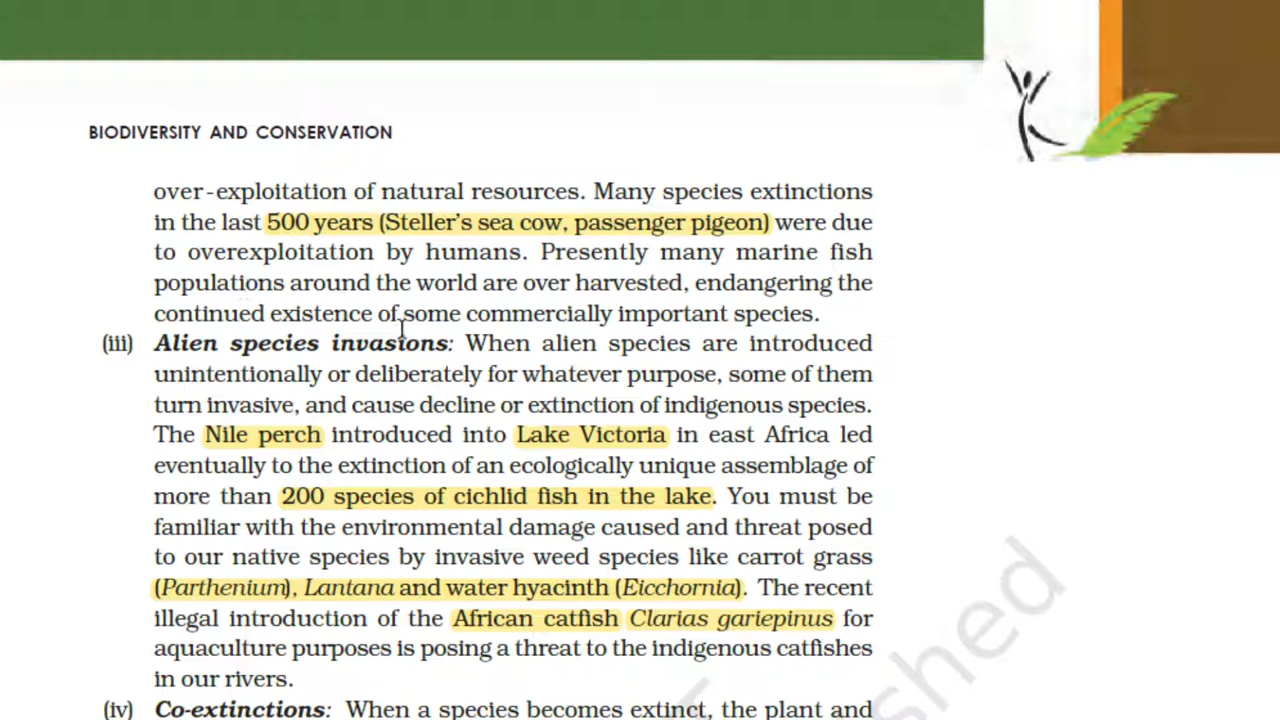 BIODIVERSITY AND CONSERVATION
over-exploitation of natural resources. Many species extinctions
in the last 500 years (Steller's sea cow, passenger pigeon) were due
to overexploitation by humans. Presently many marine fish
populations around the world are over harvested, endangering the
continued existence of some commercially important species.
(iii) Alien species invasions: When alien species are introduced
unintentionally or deliberately for whatever purpose, some of them
turn invasive, and cause decline or extinction of indigenous species.
The Nile perch introduced into Lake Victoria in east Africa led
eventually to the extinction of an ecologically unique assemblage of
more than 200 species of cichlid fish in the lake. You must be
familiar with the environmental damage caused and threat posed
to our native species by invasive weed species like carrot grass
(Parthenium), Lantana and water hyacinth (Eicchornia). The recent
illegal introduction of the African catfish Clarias gariepinus for
aquaculture purposes is posing a threat to the indigenous catfishes
in our rivers.
(iv) Co-extinctions: When a species becomes extinct, the plant and